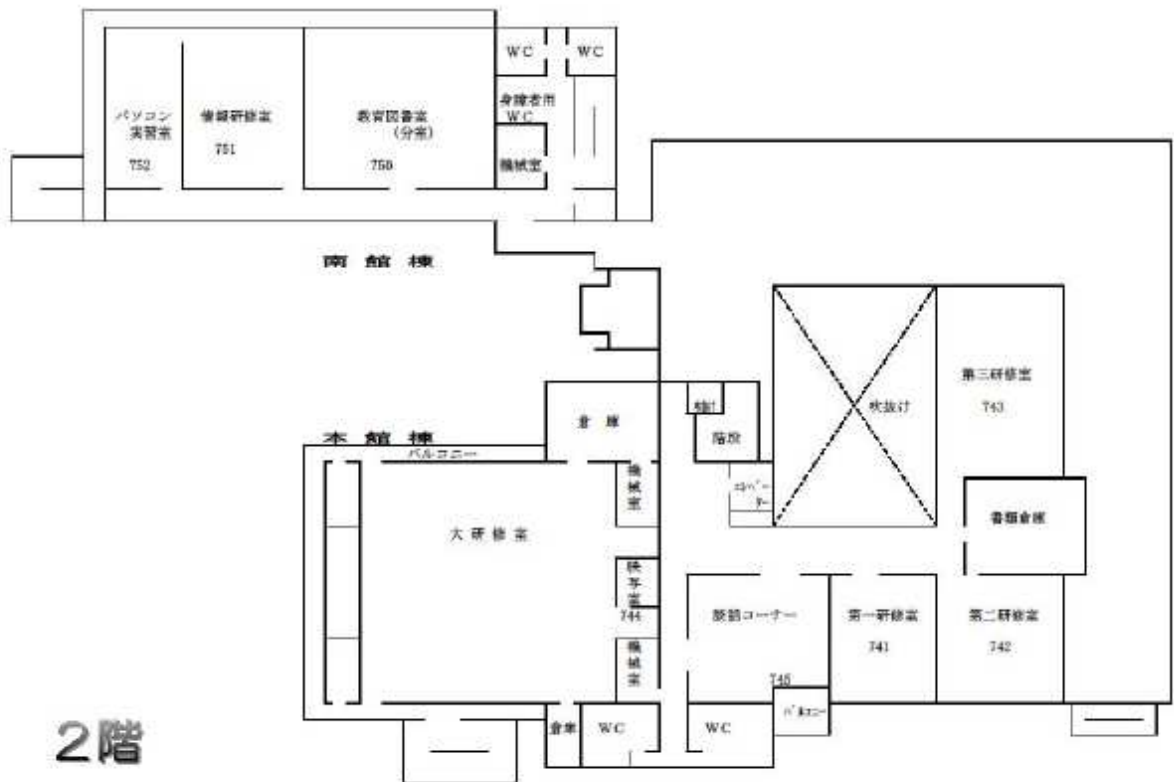 WC
WC
パソコン
実習室
752
情報研修室
751
教育図書室
(分室)
750
身障者用
WC
機械室
南館棟
第三研修室
743
吹抜け
倉庫
階段
本館棟
バルコニー
機械室
エレベーター
書類倉庫
大研修室
映写室
744
談話コーナー
745
第一研修室
741
第二研修室
742
機械室
倉庫
WC
WC
バルコニー
2階